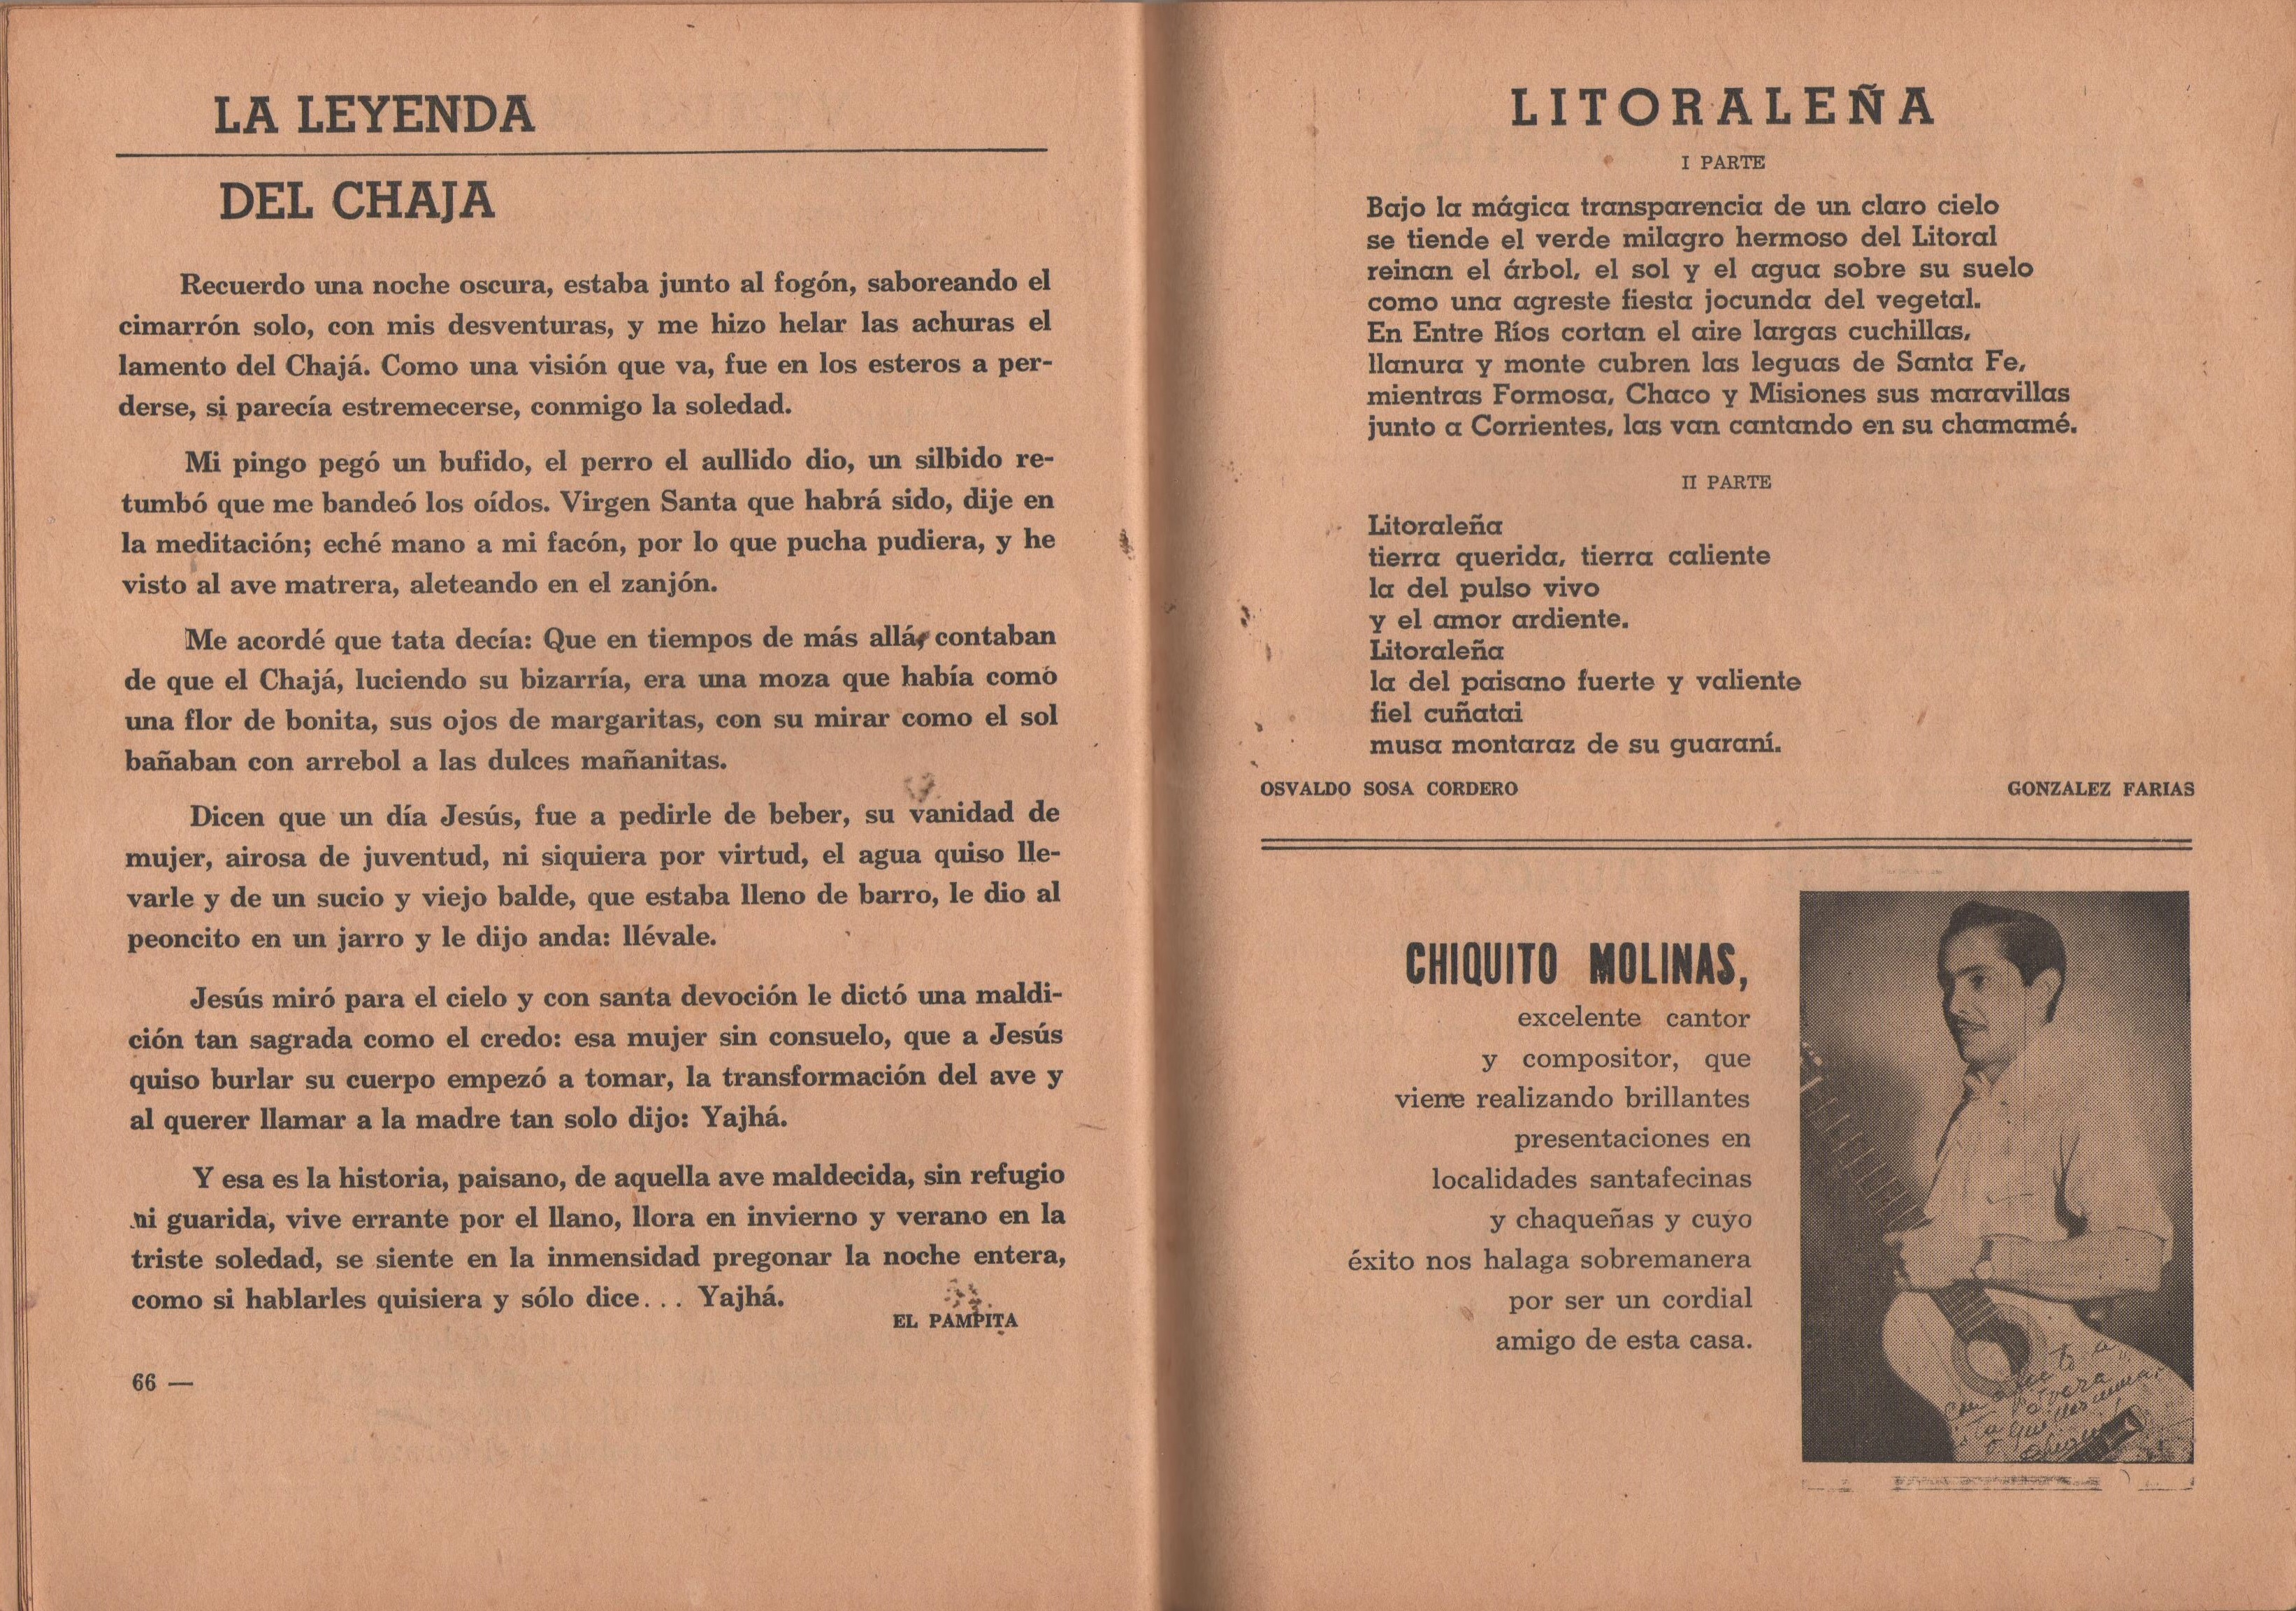 LA LEYENDA
DEL CHAJA
Recuerdo una noche oscura, estaba junto al fogón, saboreando el
cimarrón solo, con mis desventuras, y me hizo helar las achuras el
lamento del Chajá. Como una visión que va, fue en los esteros a per-
derse, si parecía estremecerse, conmigo la soledad.
Mi pingo pegó un bufido, el perro el aullido dio, un silbido re-
tumbó que me bandeó los oídos. Virgen Santa que habrá sido, dije en
la meditación; eché mano a mi facón, por lo que pucha pudiera, y he
visto al ave matrera, aleteando en el zanjón.
Me acordé que tata decía: Que en tiempos de más allá, contaban
de que el Chajá, luciendo su bizarría, era una moza que había como
una flor de bonita, sus ojos de margaritas, con su mirar como el sol
bañaban con arrebol a las dulces mañanitas.
Dicen que un día Jesús, fue a pedirle de beber, su vanidad de
mujer, airosa de juventud, ni siquiera por virtud, el agua quiso lle-
varle y de un sucio y viejo balde, que estaba lleno de barro, le dio al
peoncito en un jarro y le dijo anda: llévale.
Jesús miró para el cielo y con santa devoción le dictó una maldi-
ción tan sagrada como el credo: esa mujer sin consuelo, que a Jesús
quiso burlar su cuerpo empezó a tomar, la transformación del ave y
al querer llamar a la madre tan solo dijo: Yajhá.
Y esa es la historia, paisano, de aquella ave maldecida, sin refugio
ni guarida, vive errante por el llano, llora en invierno y verano en la
triste soledad, se siente en la inmensidad pregonar la noche entera,
como si hablarles quisiera y sólo dice... Yajhá.
EL PAMPITA
66 —
LITORALEÑA
I PARTE
Bajo la mágica transparencia de un claro cielo
se tiende el verde milagro hermoso del Litoral
reinan el árbol, el sol y el agua sobre su suelo
como una agreste fiesta jocunda del vegetal.
En Entre Ríos cortan el aire largas cuchillas,
llanura y monte cubren las leguas de Santa Fe,
mientras Formosa, Chaco y Misiones sus maravillas
junto a Corrientes, las van cantando en su chamamé.
II PARTE
Litoraleña
tierra querida, tierra caliente
la del pulso vivo
y el amor ardiente.
Litoraleña
la del paisano fuerte y valiente
fiel cuñatai
musa montaraz de su guaraní.
OSVALDO SOSA CORDERO GONZALEZ FARIAS
CHIQUITO MOLINAS,
excelente cantor
y compositor, que
viene realizando brillantes
presentaciones en
localidades santafecinas
y chaqueñas y cuyo
éxito nos halaga sobremanera
por ser un cordial
amigo de esta casa.